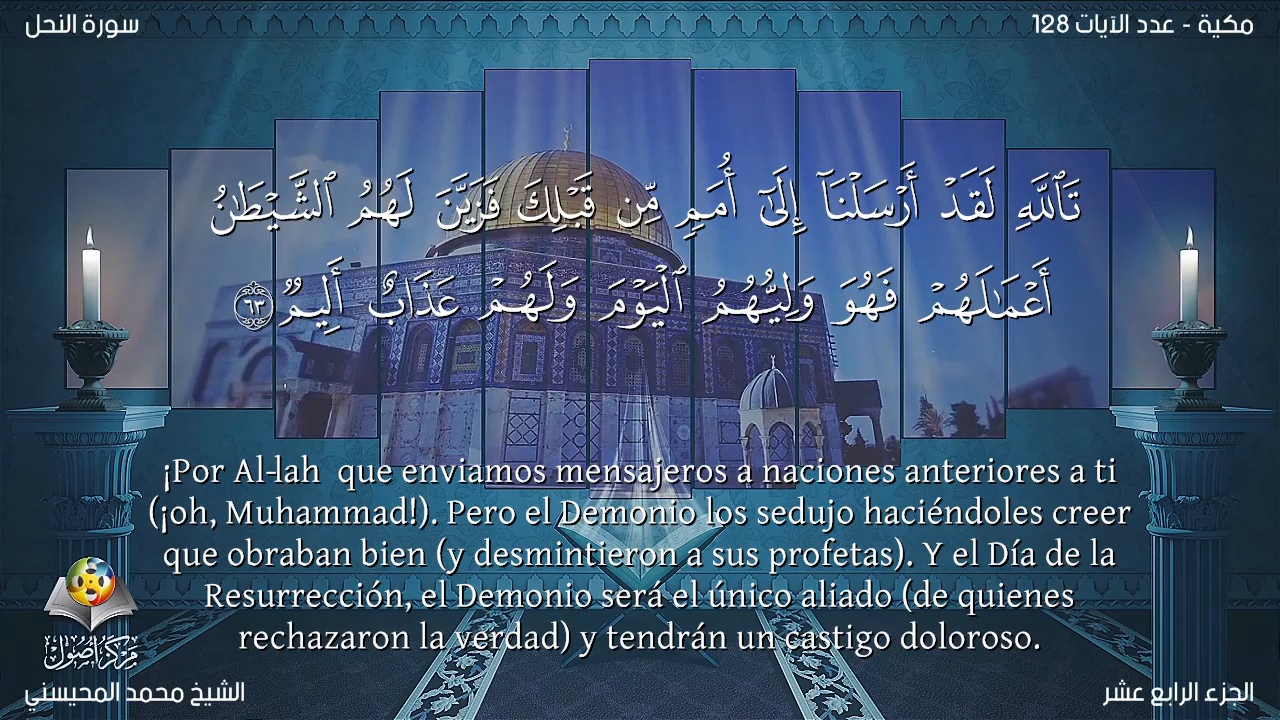 سورة النحل
مكية - عدد الآيات 128
تَٱللَّهِ لَقَدْ أَرْسَلْنَآ إِلَىٰٓ أُمَمٍ مِّن قَبْلِكَ فَزَيَّنَ لَهُمُ ٱلشَّيْطَٰنُ
أَعْمَٰلَهُمْ فَهُوَ وَلِيُّهُمُ ٱلْيَوْمَ وَلَهُمْ عَذَابٌ أَلِيمٌ ٦٣
¡Por Al-lah que enviamos mensajeros a naciones anteriores a ti
(¡oh, Muhammad!). Pero el Demonio los sedujo haciéndoles creer
que obraban bien (y desmintieron a sus profetas). Y el Día de la
Resurrección, el Demonio será el único aliado (de quienes
rechazaron la verdad) y tendrán un castigo doloroso.
مركز أصول
الشيخ محمد المحيسني
الجزء الرابع عشر